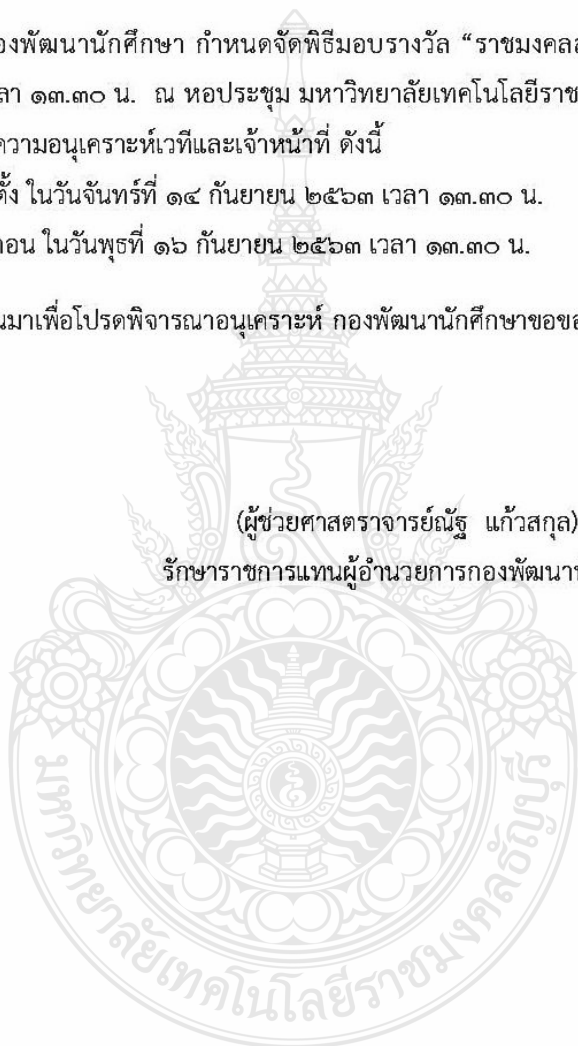 องพัฒนานักศึกษา กำหนดจัดพิธีมอบรางวัล “ราชมงคล
ลา ๑๓.๓๐ น. ณ หอประชุม มหาวิทยาลัยเทคโนโลยีราช
ความอนุเคราะห์เวทีและเจ้าหน้าที่ ดังนี้
ตั้ง ในวันจันทร์ที่ ๑๔ กันยายน ๒๕๖๓ เวลา ๑๓.๓๐ น.
ในวันพุธที่ ๑๖ กันยายน ๒๕๖๓ เวลา ๑๓.๓๐ น.
นมาเพื่อโปรดพิจารณาอนุเคราะห์ กองพัฒนานักศึกษาขอขอ
(ผู้ช่วยศาสตราจารย์ณัฐ แก้วสกุล)
รักษาราชการแทนผู้อำนวยการกองพัฒนา
มหาวิทยาลัยเทคโนโลยีราชมงคลธัญบุรี